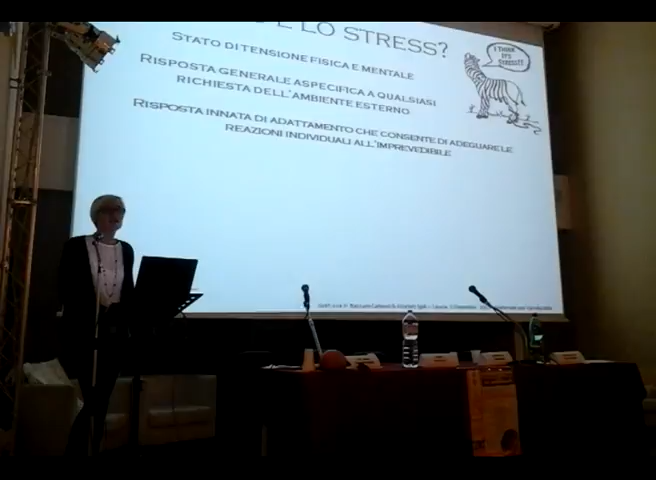 LO STRESS?
I THINK
IT'S
STRESS!!
STATO DI TENSIONE FISICA E MENTALE
RISPOSTA GENERALE ASPECIFICA A QUALSIASI
RICHIESTA DELL'AMBIENTE ESTERNO
RISPOSTA INNATA DI ADATTAMENTO CHE CONSENTE DI ADEGUARE LE
REAZIONI INDIVIDUALI ALL'IMPREVEDIBILE